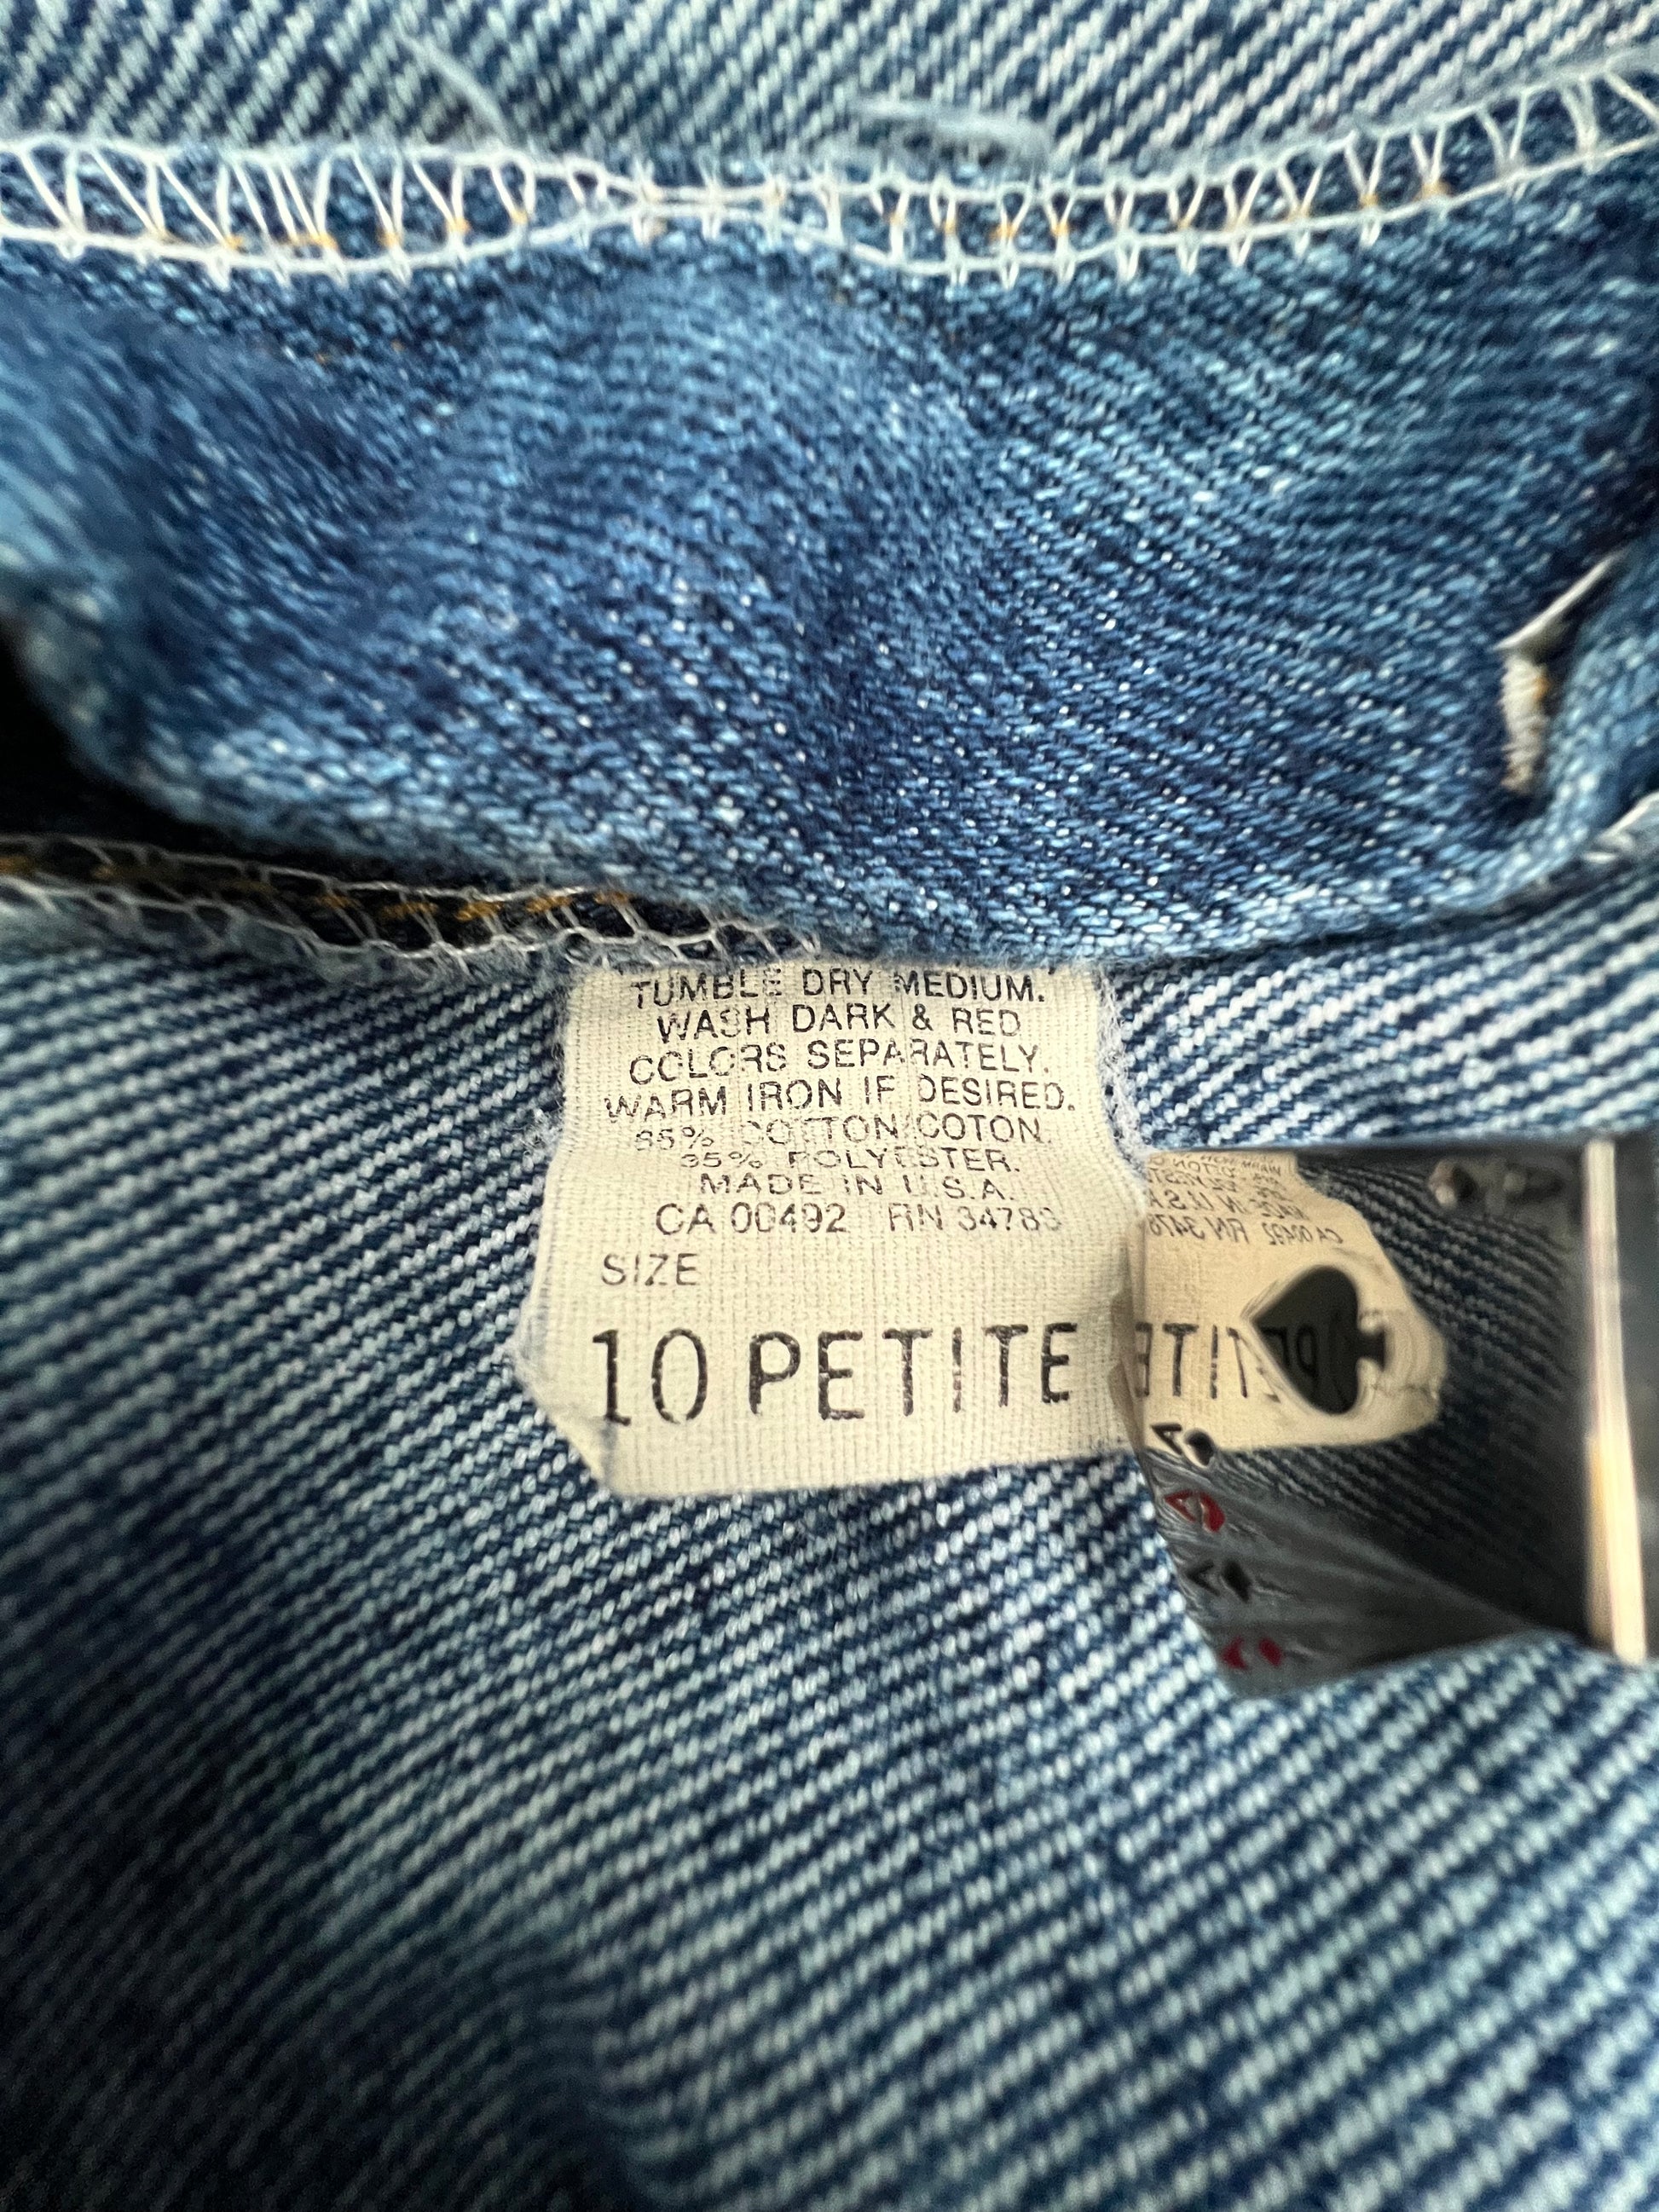 TUMBLE DRY MEDIUM.
WASH DARK & RED
COLORS SEPARATELY.
WARM IRON IF DESIRED.
65% COTTON/COTON.
35% POLYESTER.
MADE IN U.S.A.
CA 00492 RN 34783
SIZE
10 PETITE